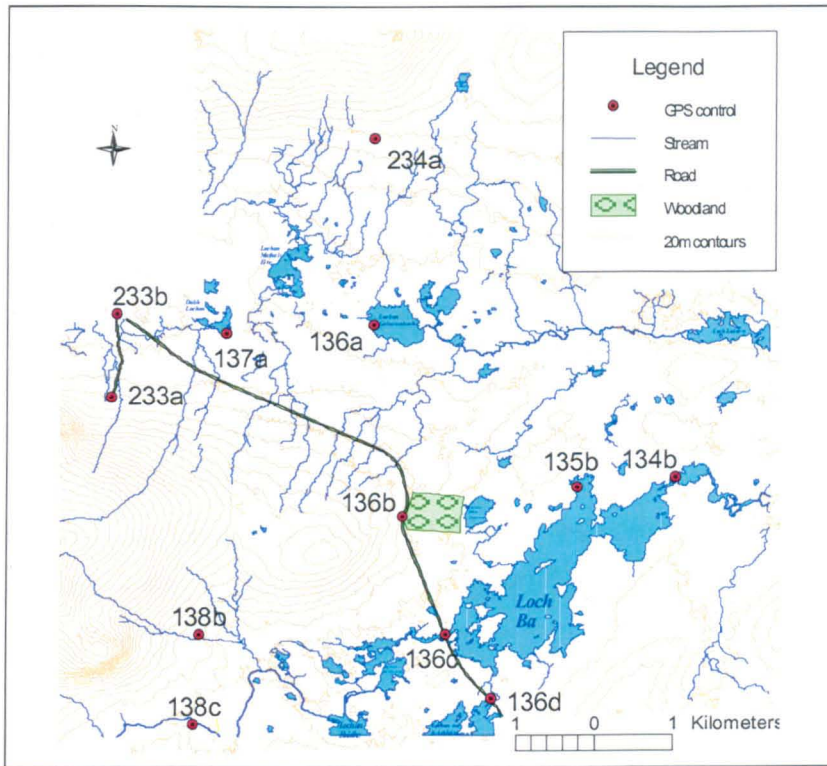 Legend
GPS control
Stream
Road
Woodland
20m contours
N
234a
233b
137a
136a
233a
135b
134b
136b
Loch
Ba
138b
136c
136d
138c
1 0 1 Kilometers